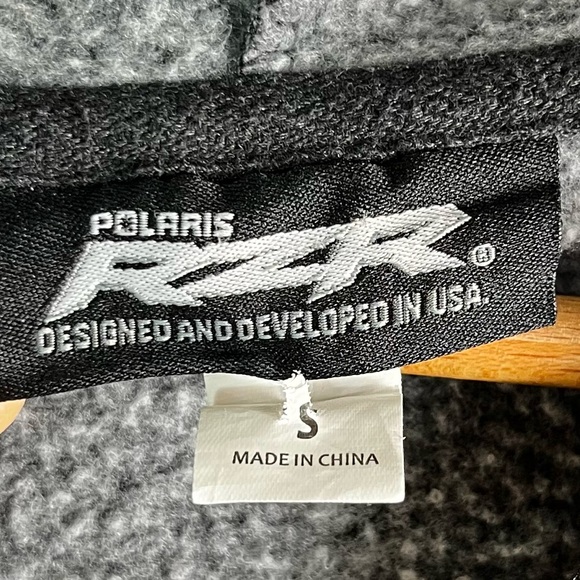 POLARIS
RZR®
DESIGNED AND DEVELOPED IN USA.
S
MADE IN CHINA